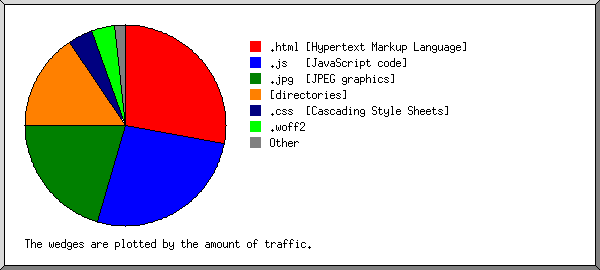 .html [Hypertext Markup Language]
.js [JavaScript code]
.jpg [JPEG graphics]
[directories]
.css [Cascading Style Sheets]
.woff2
Other
The wedges are plotted by the amount of traffic.